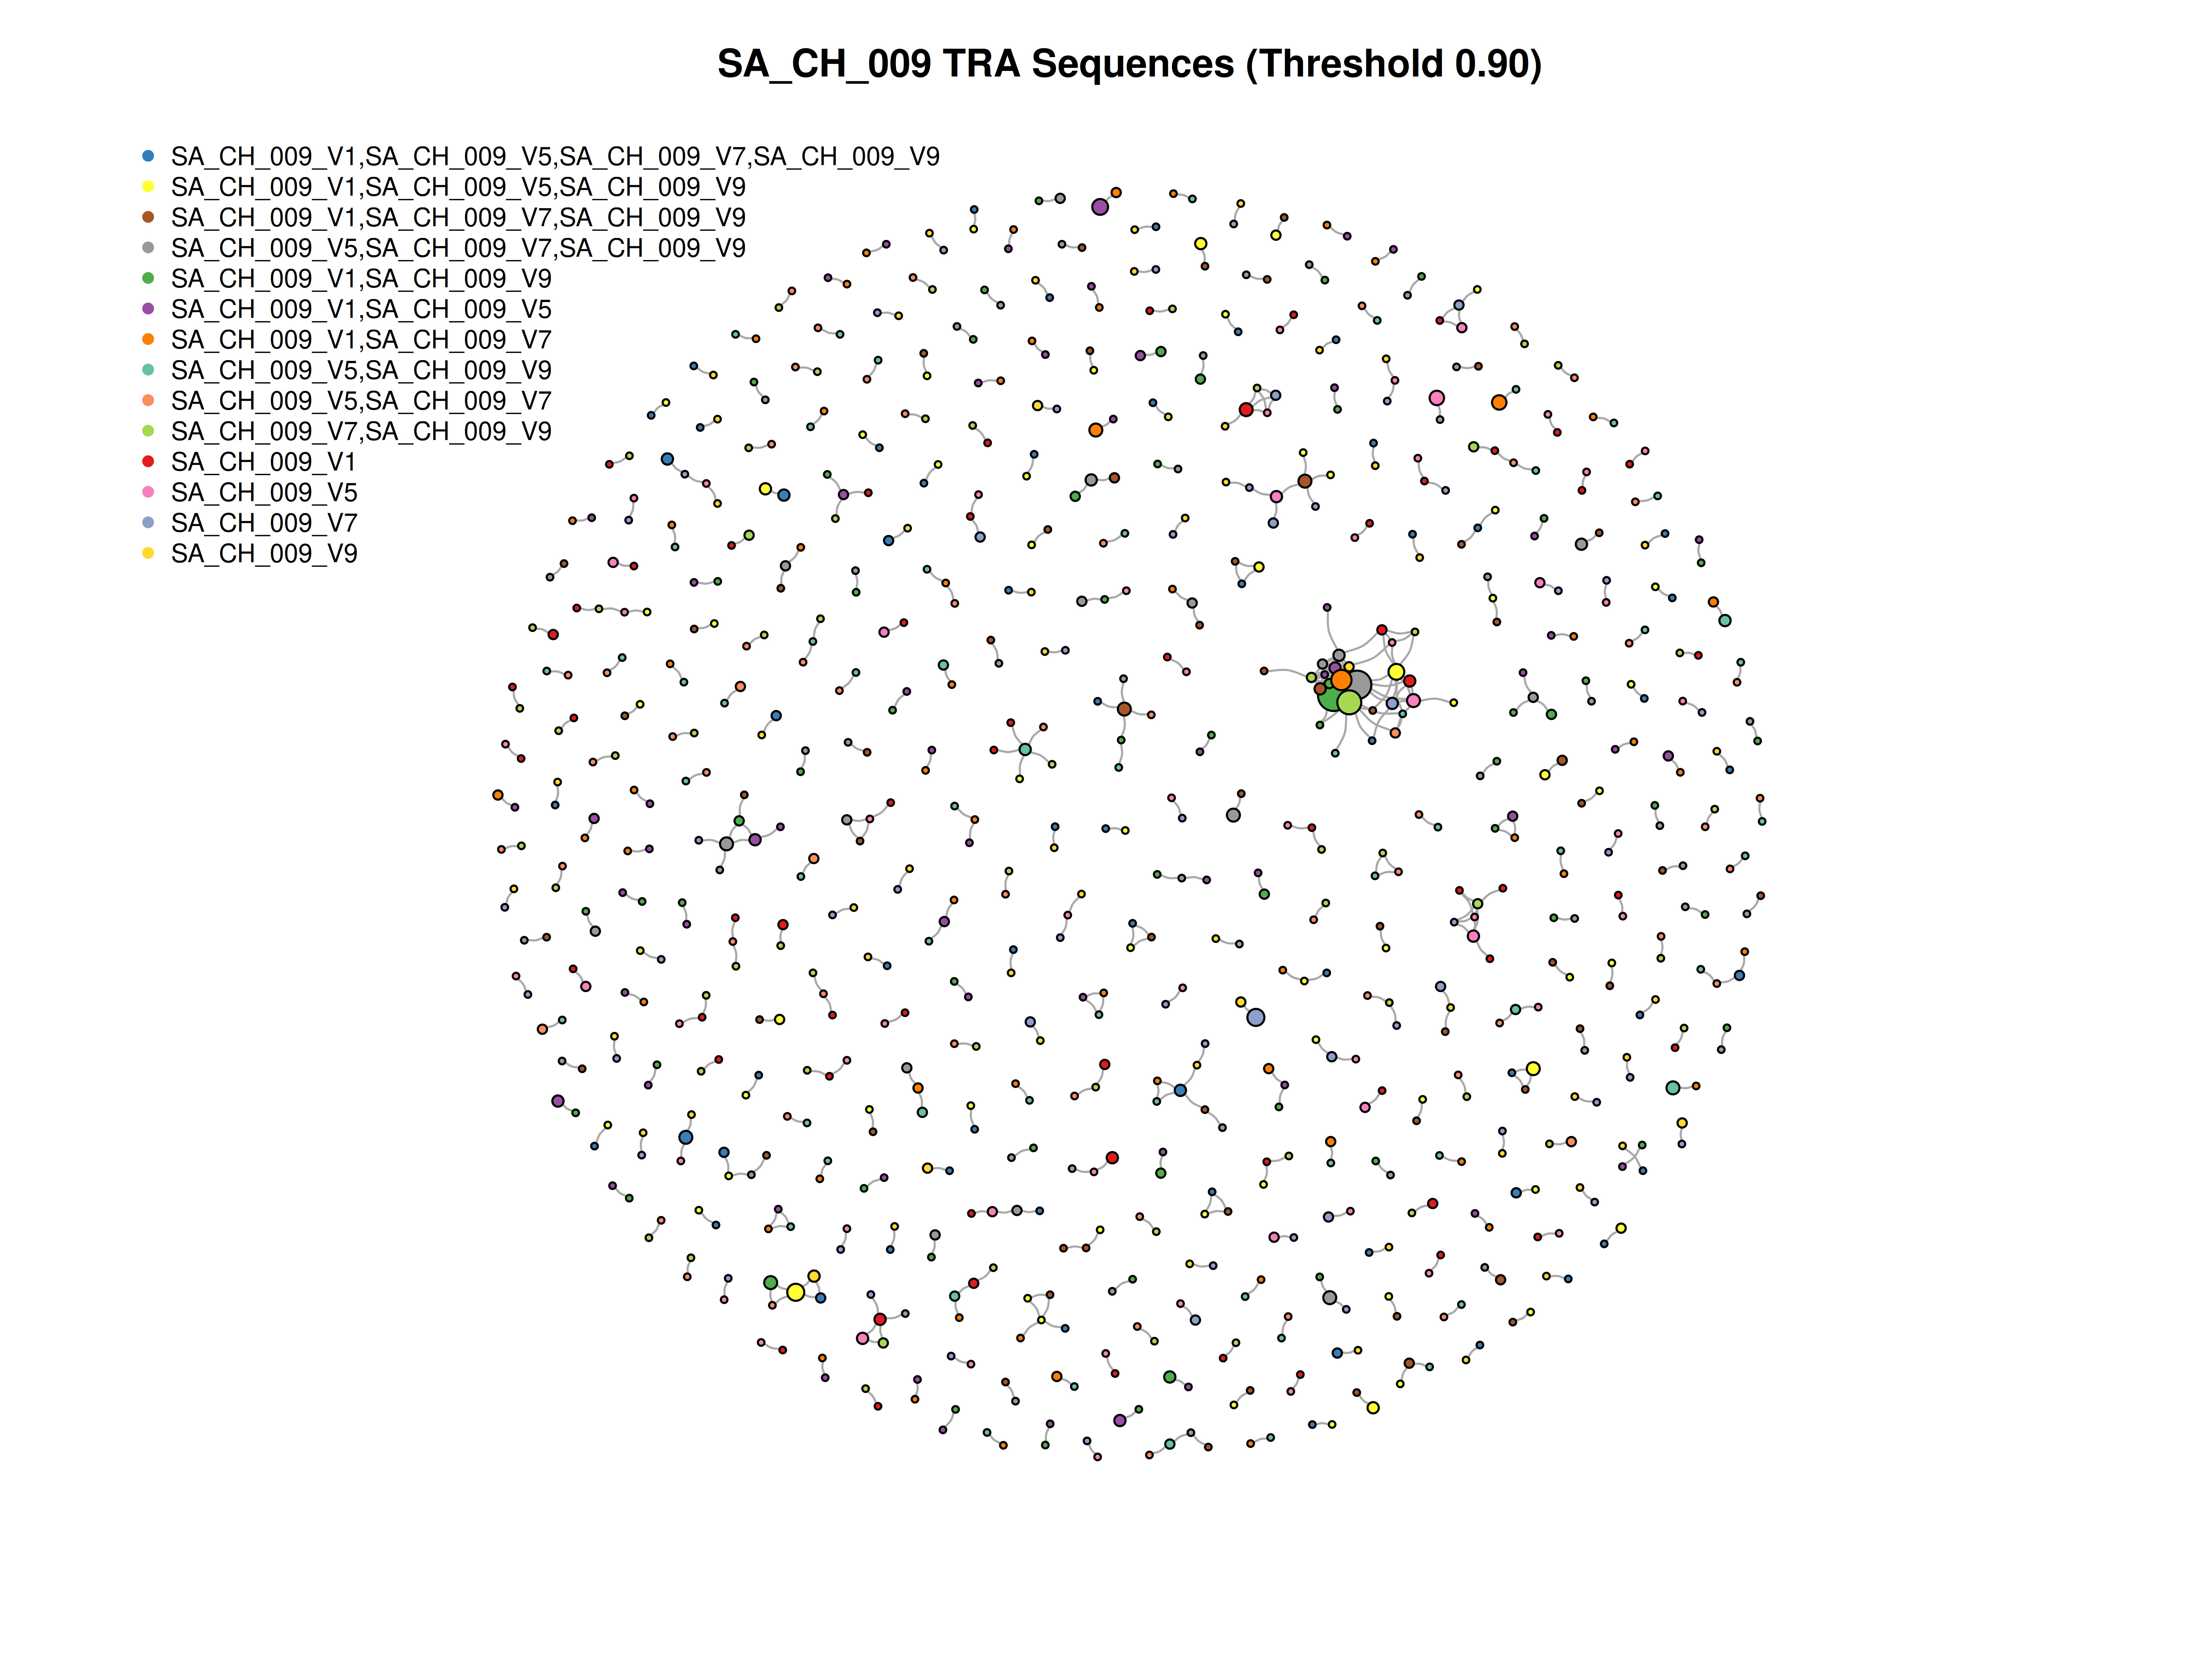 SA_CH_009 TRA Sequences (Threshold 0.90)
SA_CH_009_V1,SA_CH_009_V5,SA_CH_009_V7,SA_CH_009_V9
SA_CH_009_V1,SA_CH_009_V5,SA_CH_009_V9
SA_CH_009_V1,SA_CH_009_V7,SA_CH_009_V9
SA_CH_009_V5,SA_CH_009_V7,SA_CH_009_V9
SA_CH_009_V1,SA_CH_009_V9
SA_CH_009_V1,SA_CH_009_V5
SA_CH_009_V1,SA_CH_009_V7
SA_CH_009_V5,SA_CH_009_V9
SA_CH_009_V5,SA_CH_009_V7
SA_CH_009_V7,SA_CH_009_V9
SA_CH_009_V1
SA_CH_009_V5
SA_CH_009_V7
SA_CH_009_V9